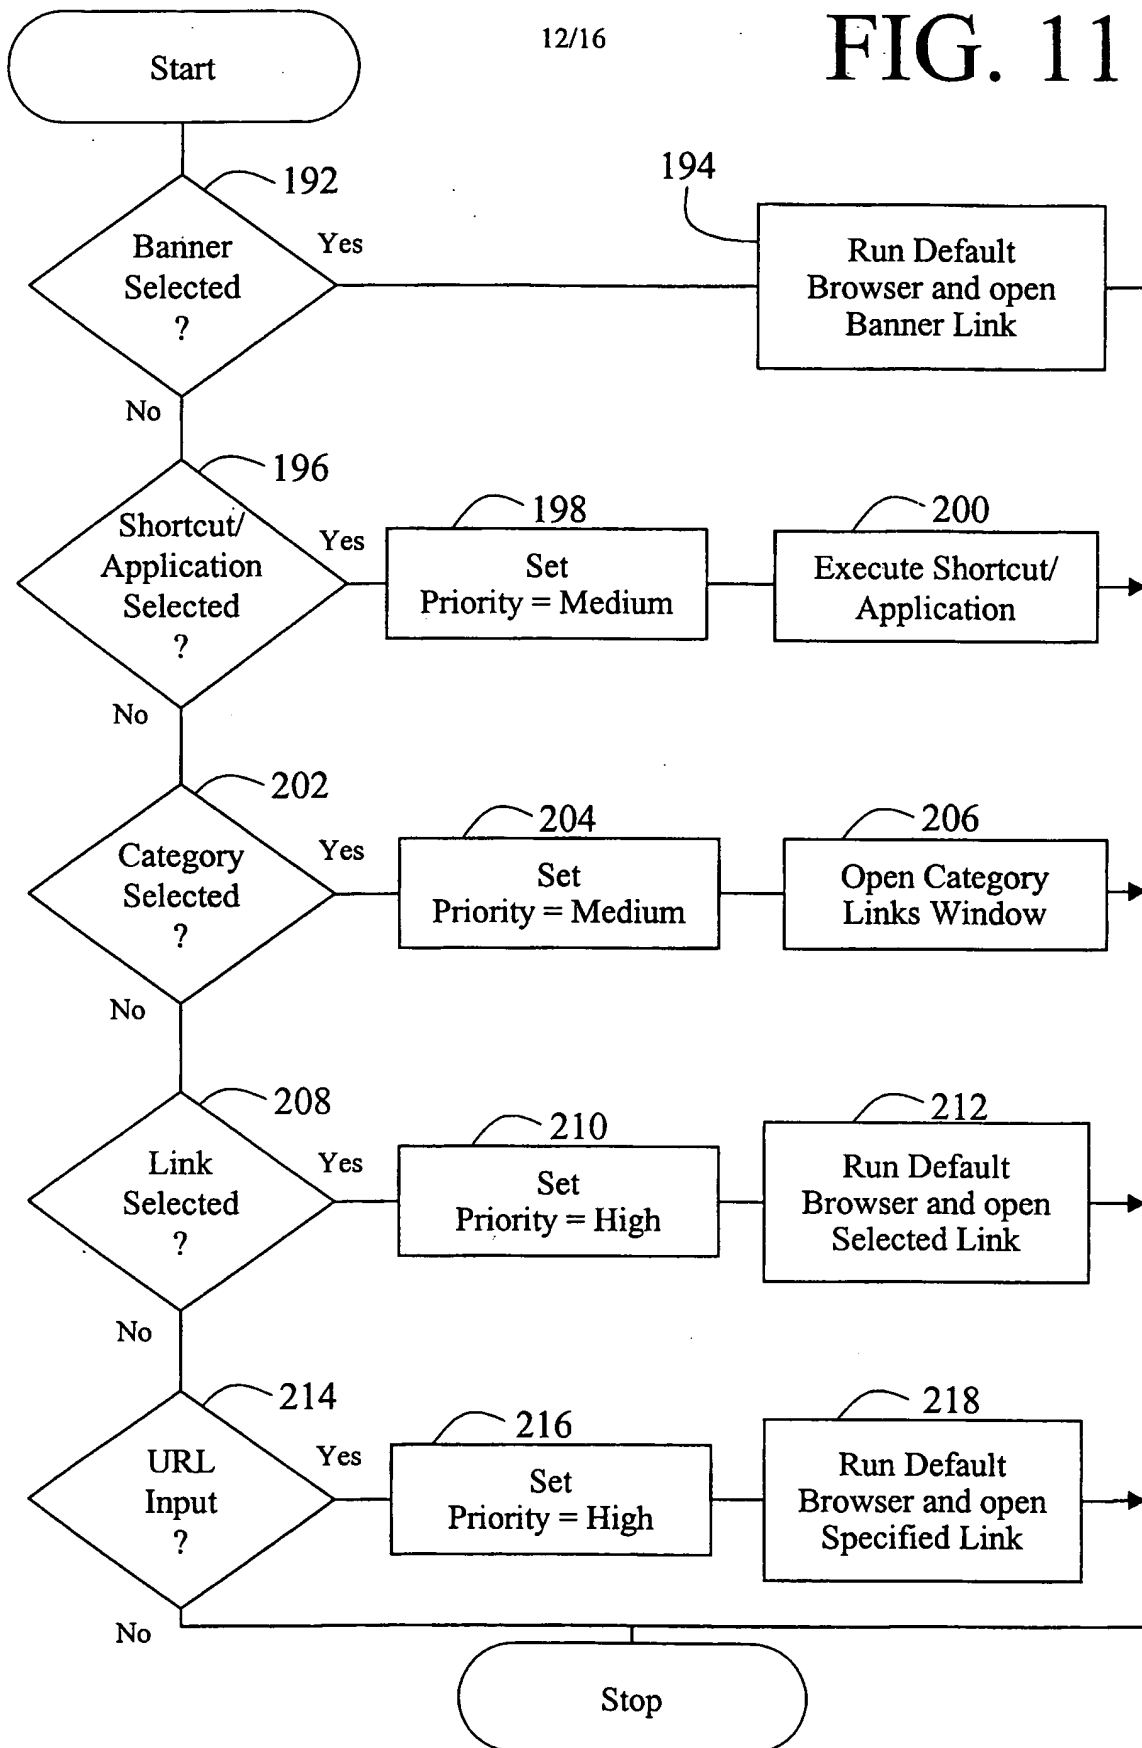 12/16
FIG. 11
Start
192
Banner
Selected
?
Yes
No
194
Run Default
Browser and open
Banner Link
196
Shortcut/
Application
Selected
?
Yes
No
198
Set
Priority = Medium
200
Execute Shortcut/
Application
202
Category
Selected
?
Yes
No
204
Set
Priority = Medium
206
Open Category
Links Window
208
Link
Selected
?
Yes
No
210
Set
Priority = High
212
Run Default
Browser and open
Selected Link
214
URL
Input
?
Yes
No
216
Set
Priority = High
218
Run Default
Browser and open
Specified Link
Stop